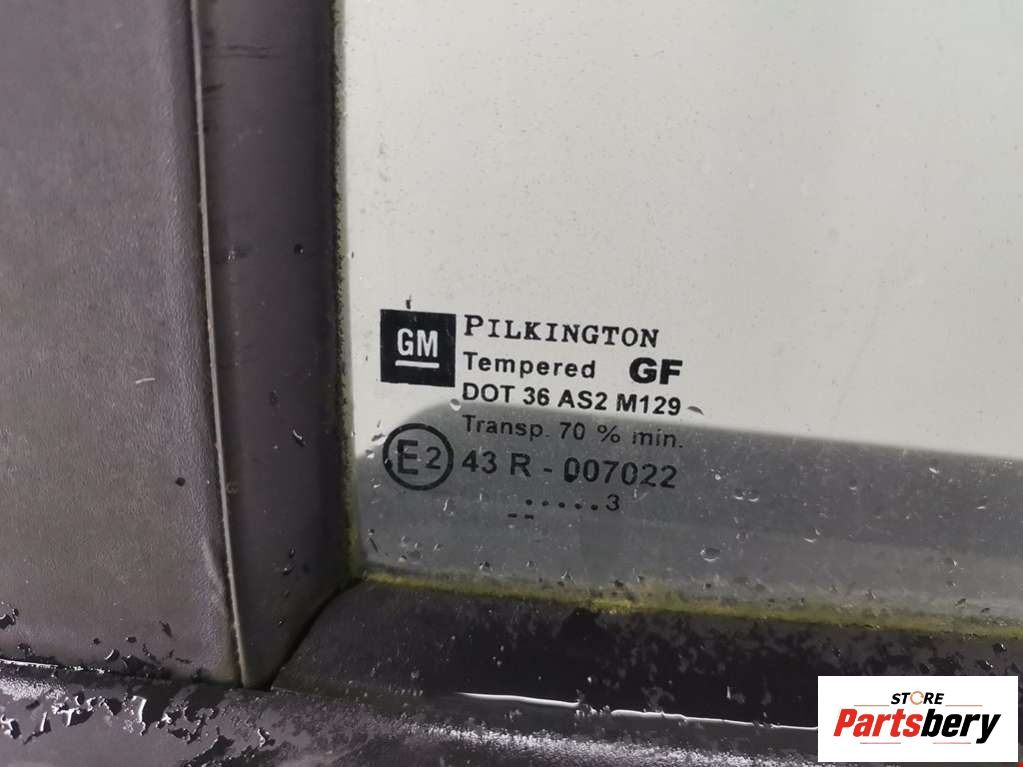 GM
PILKINGTON
Tempered GF
DOT 36 AS2 M129
Transp. 70 % min.
E2 43 R - 007022
.....3
--
STORE
Partsbery